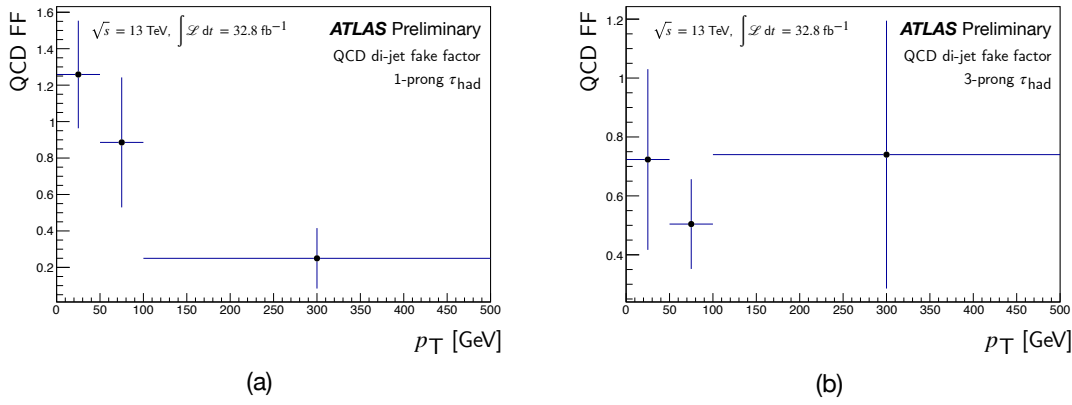 QCD FF
1.6
1.4
1.2
1
0.8
0.6
0.4
0.2
√s = 13 TeV, ∫ ℒ dt = 32.8 fb⁻¹
ATLAS Preliminary
QCD di-jet fake factor
1-prong τhad
0 50 100 150 200 250 300 350 400 450 500
pT [GeV]
(a)
QCD FF
1.2
1
0.8
0.6
0.4
√s = 13 TeV, ∫ ℒ dt = 32.8 fb⁻¹
ATLAS Preliminary
QCD di-jet fake factor
3-prong τhad
0 50 100 150 200 250 300 350 400 450 500
pT [GeV]
(b)